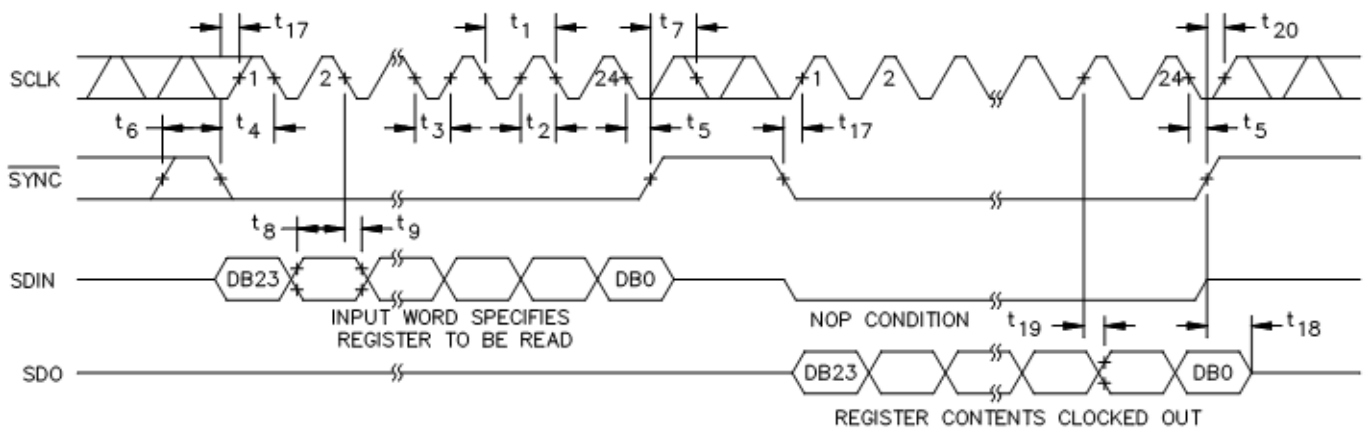 t17 t1 t7 t20
SCLK 1 2 24 1 2 24
t6 t4 t3 t2 t5 t17 t5
SYNC
t8 t9
SDIN DB23 DB0
INPUT WORD SPECIFIES
REGISTER TO BE READ
NOP CONDITION
t19 t18
SDO DB23 DB0
REGISTER CONTENTS CLOCKED OUT